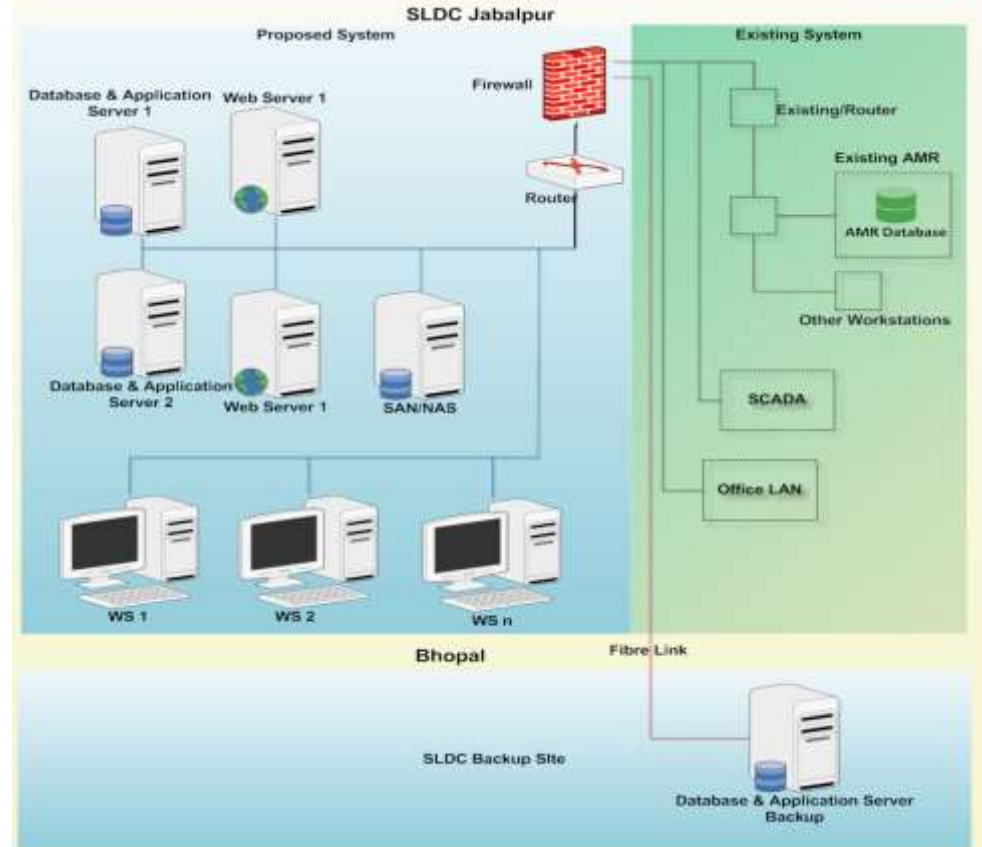 SLDC Jabalpur
Proposed System
Existing System
Firewall
Database & Application
Server 1
Web Server 1
Existing/Router
Existing AMR
Router
AMR Database
Other Workstations
Database & Application
Server 2
Web Server 1
SAN/NAS
SCADA
Office LAN
WS 1
WS 2
WS n
Bhopal
Fibre Link
SLDC Backup SIte
Database & Application Server
Backup